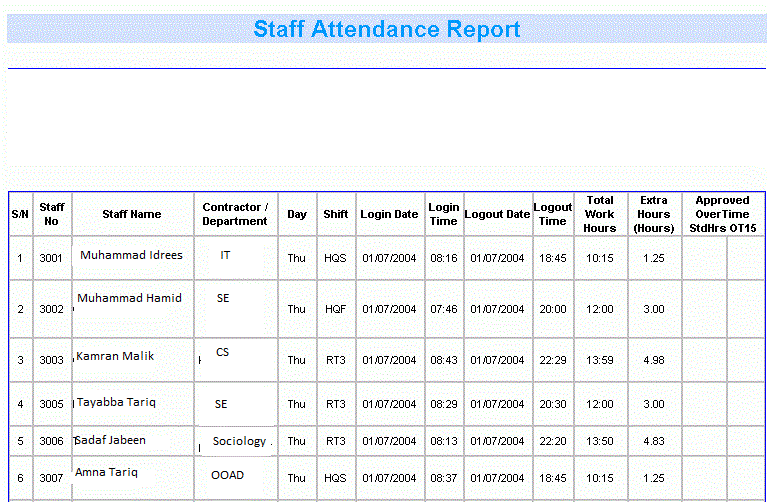 Staff Attendance Report
S/N Staff No Staff Name Contractor / Department Day Shift Login Date Login Time Logout Date Logout Time Total Work Hours Extra Hours (Hours) Approved OverTime StdHrs OT15
1 3001 Muhammad Idrees IT Thu HQS 01/07/2004 08:16 01/07/2004 18:45 10:15 1.25
2 3002 Muhammad Hamid SE Thu HQF 01/07/2004 07:46 01/07/2004 20:00 12:00 3.00
3 3003 Kamran Malik CS Thu RT3 01/07/2004 08:43 01/07/2004 22:29 13:59 4.98
4 3005 Tayabba Tariq SE Thu RT3 01/07/2004 08:29 01/07/2004 20:30 12:00 3.00
5 3006 Sadaf Jabeen Sociology Thu RT3 01/07/2004 08:13 01/07/2004 22:20 13:50 4.83
6 3007 Amna Tariq OOAD Thu HQS 01/07/2004 08:37 01/07/2004 18:45 10:15 1.25